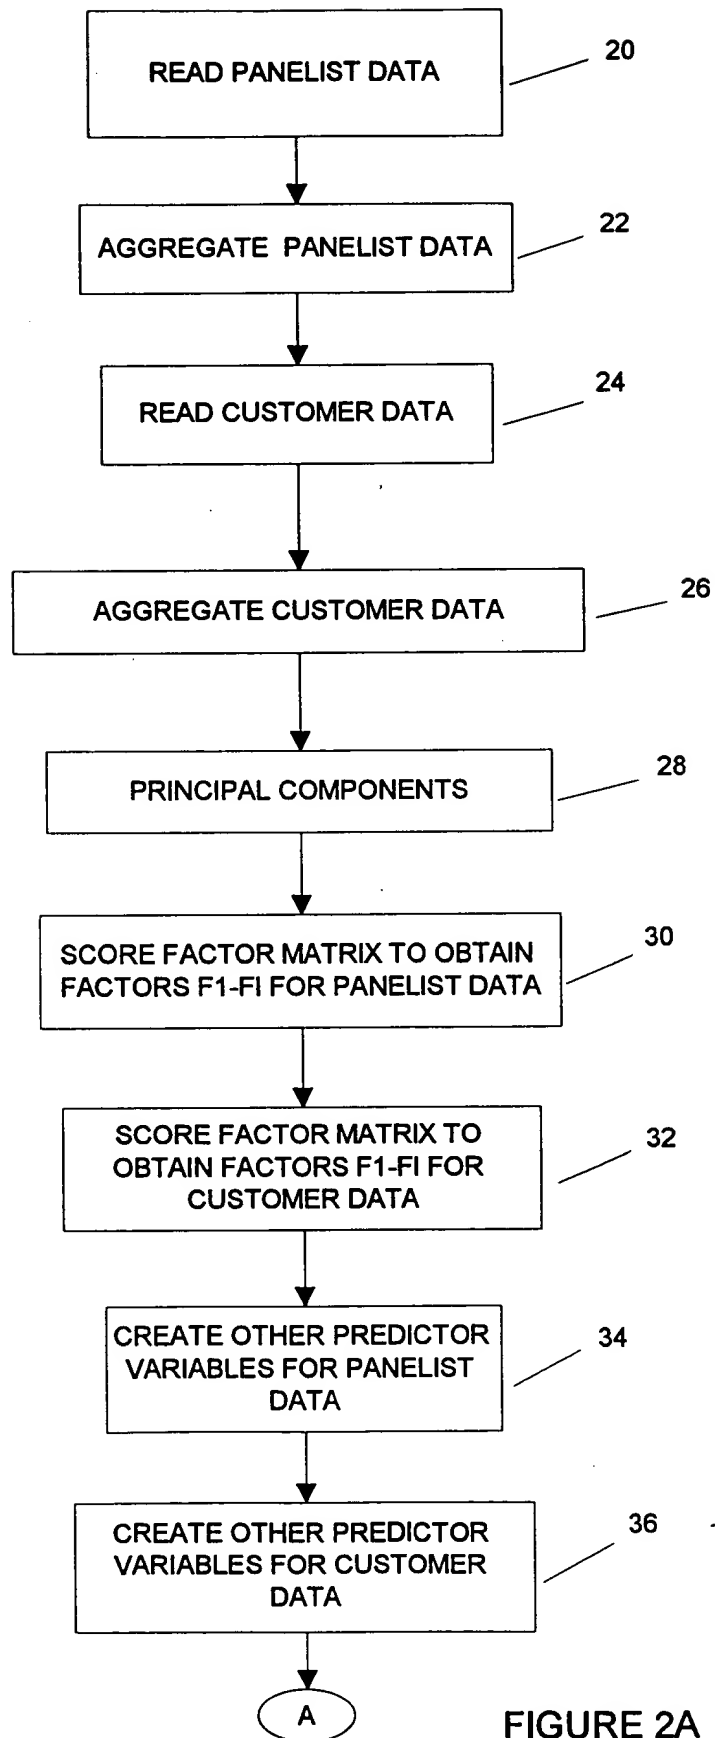 READ PANELIST DATA
20
AGGREGATE PANELIST DATA
22
READ CUSTOMER DATA
24
AGGREGATE CUSTOMER DATA
26
PRINCIPAL COMPONENTS
28
SCORE FACTOR MATRIX TO OBTAIN
FACTORS F1-FI FOR PANELIST DATA
30
SCORE FACTOR MATRIX TO
OBTAIN FACTORS F1-FI FOR
CUSTOMER DATA
32
CREATE OTHER PREDICTOR
VARIABLES FOR PANELIST
DATA
34
CREATE OTHER PREDICTOR
VARIABLES FOR CUSTOMER
DATA
36
A
FIGURE 2A